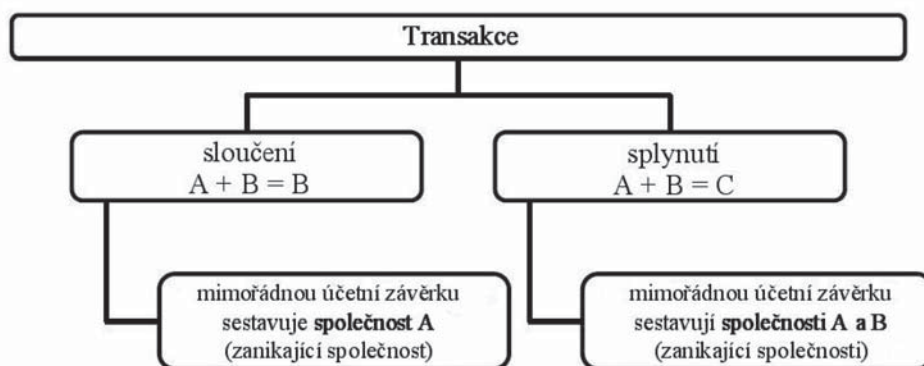 Transakce
sloučení
A + B = B
splynutí
A + B = C
mimořádnou účetní závěrku
sestavuje společnost A
(zanikající společnost)
mimořádnou účetní závěrku
sestavují společnosti A a B
(zanikající společnosti)